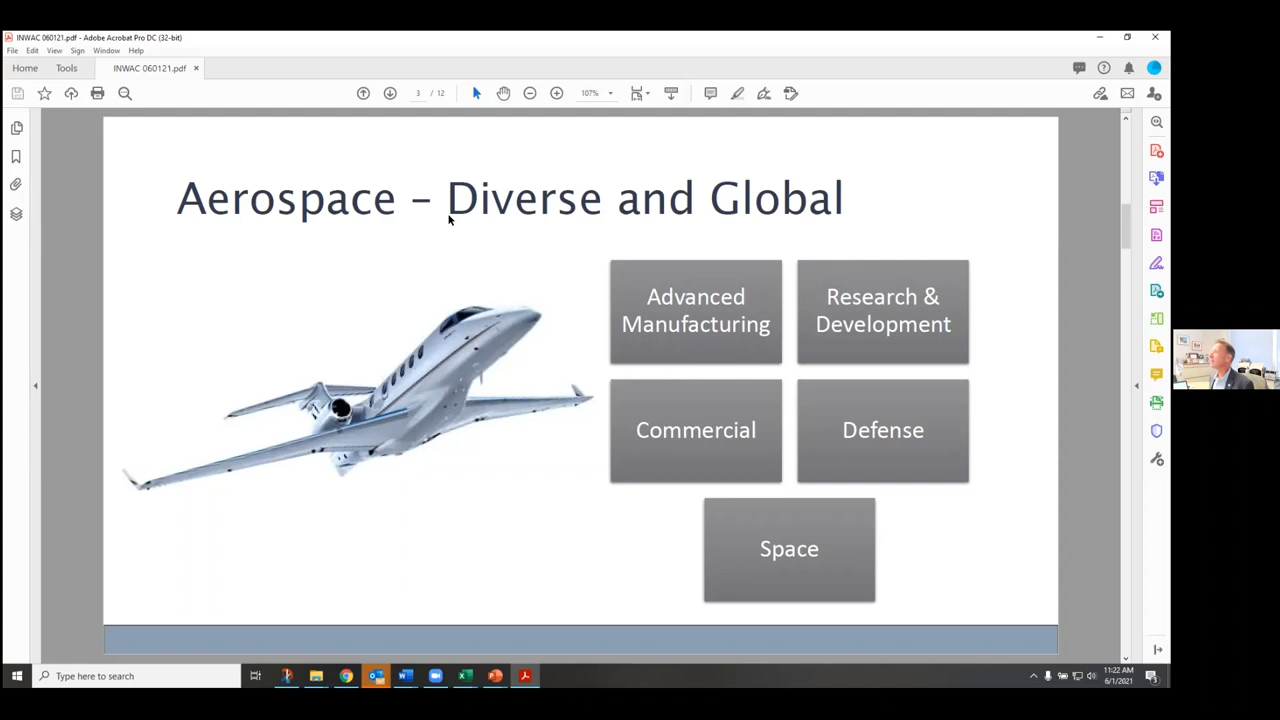 INWAC 060121.pdf - Adobe Acrobat Pro DC (32-bit)
File Edit View Sign Window Help
Home Tools INWAC 060121.pdf ×
3 / 12 107%
Aerospace – Diverse and Global
Advanced
Manufacturing
Research &
Development
Commercial
Defense
Space
Type here to search
11:22 AM
6/1/2021